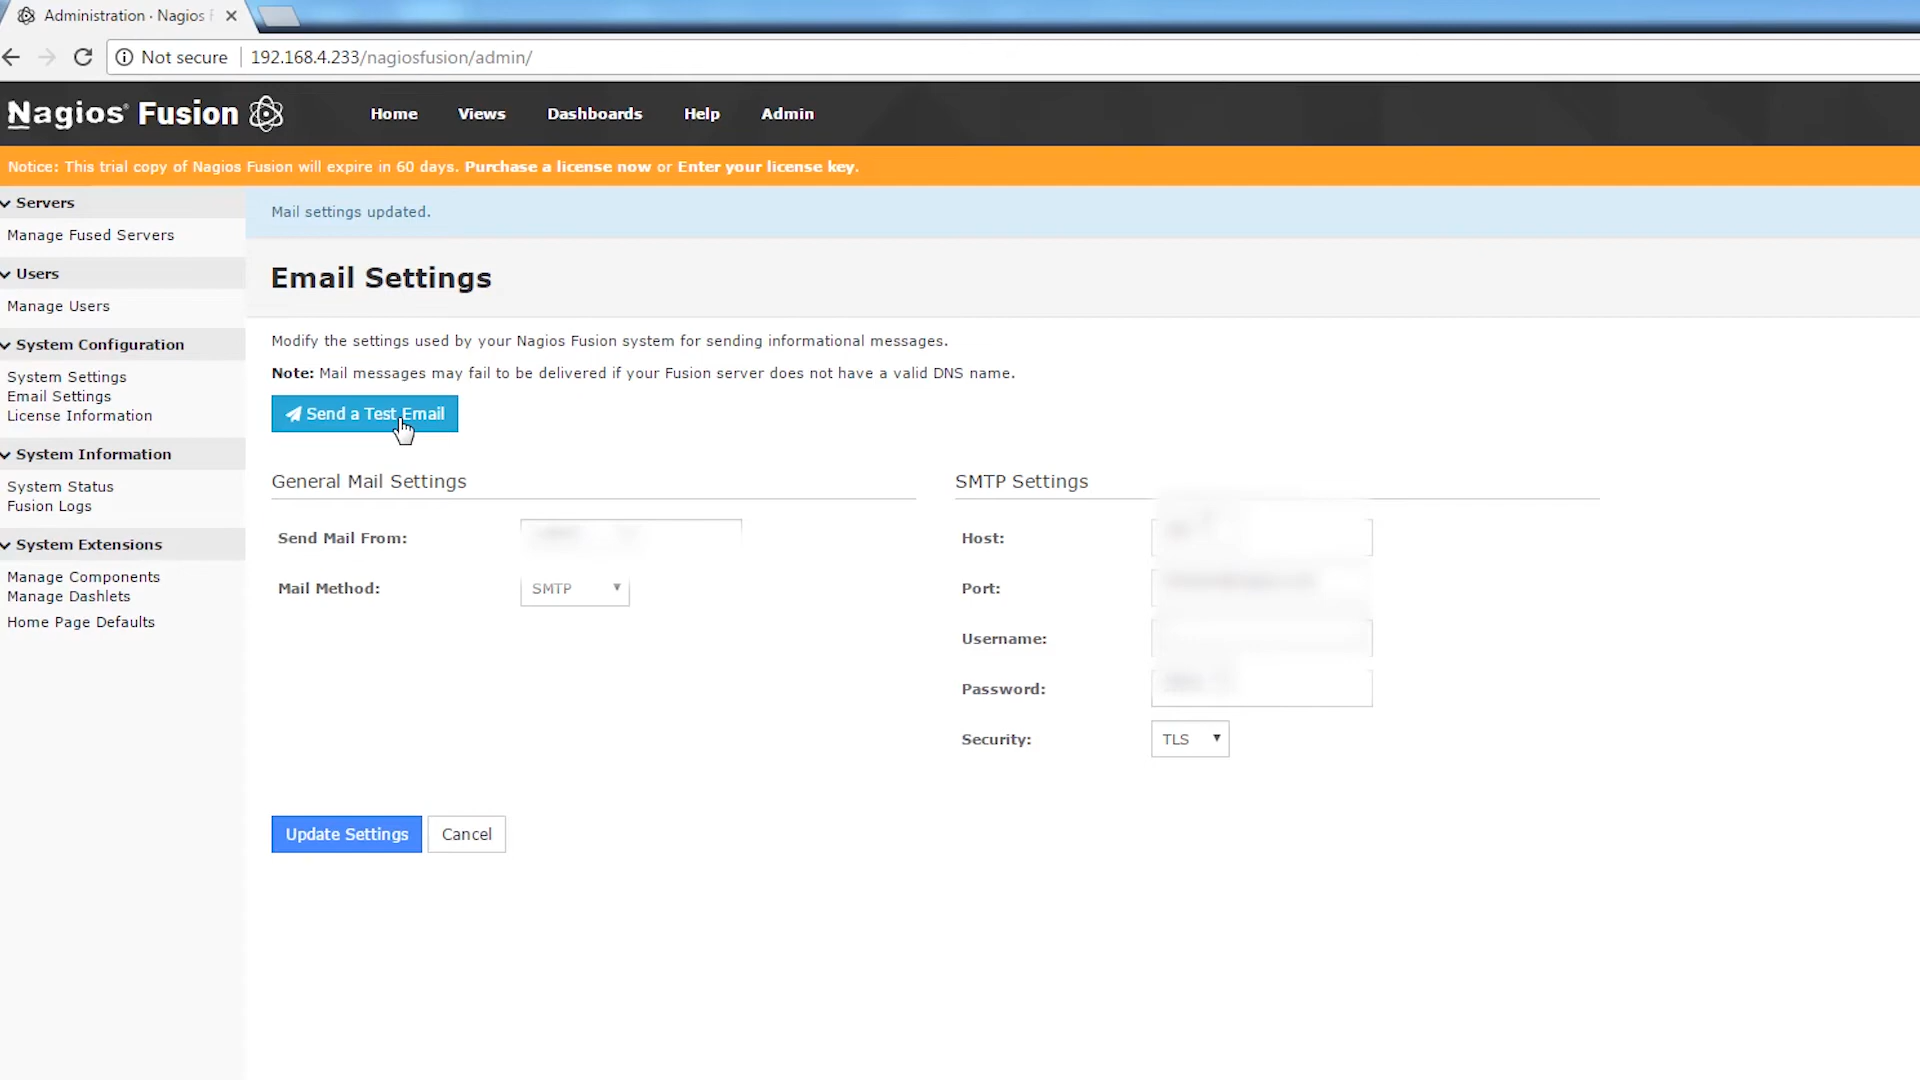 Administration · Nagios F
Not secure
192.168.4.233/nagiosfusion/admin/
Nagios® Fusion
Home
Views
Dashboards
Help
Admin
Notice: This trial copy of Nagios Fusion will expire in 60 days. Purchase a license now or Enter your license key.
Servers
Manage Fused Servers
Users
Manage Users
System Configuration
System Settings
Email Settings
License Information
System Information
System Status
Fusion Logs
System Extensions
Manage Components
Manage Dashlets
Home Page Defaults
Mail settings updated.
Email Settings
Modify the settings used by your Nagios Fusion system for sending informational messages.
Note: Mail messages may fail to be delivered if your Fusion server does not have a valid DNS name.
Send a Test Email
General Mail Settings
Send Mail From:
Mail Method:
SMTP
SMTP Settings
Host:
Port:
Username:
Password:
Security:
TLS
Update Settings
Cancel